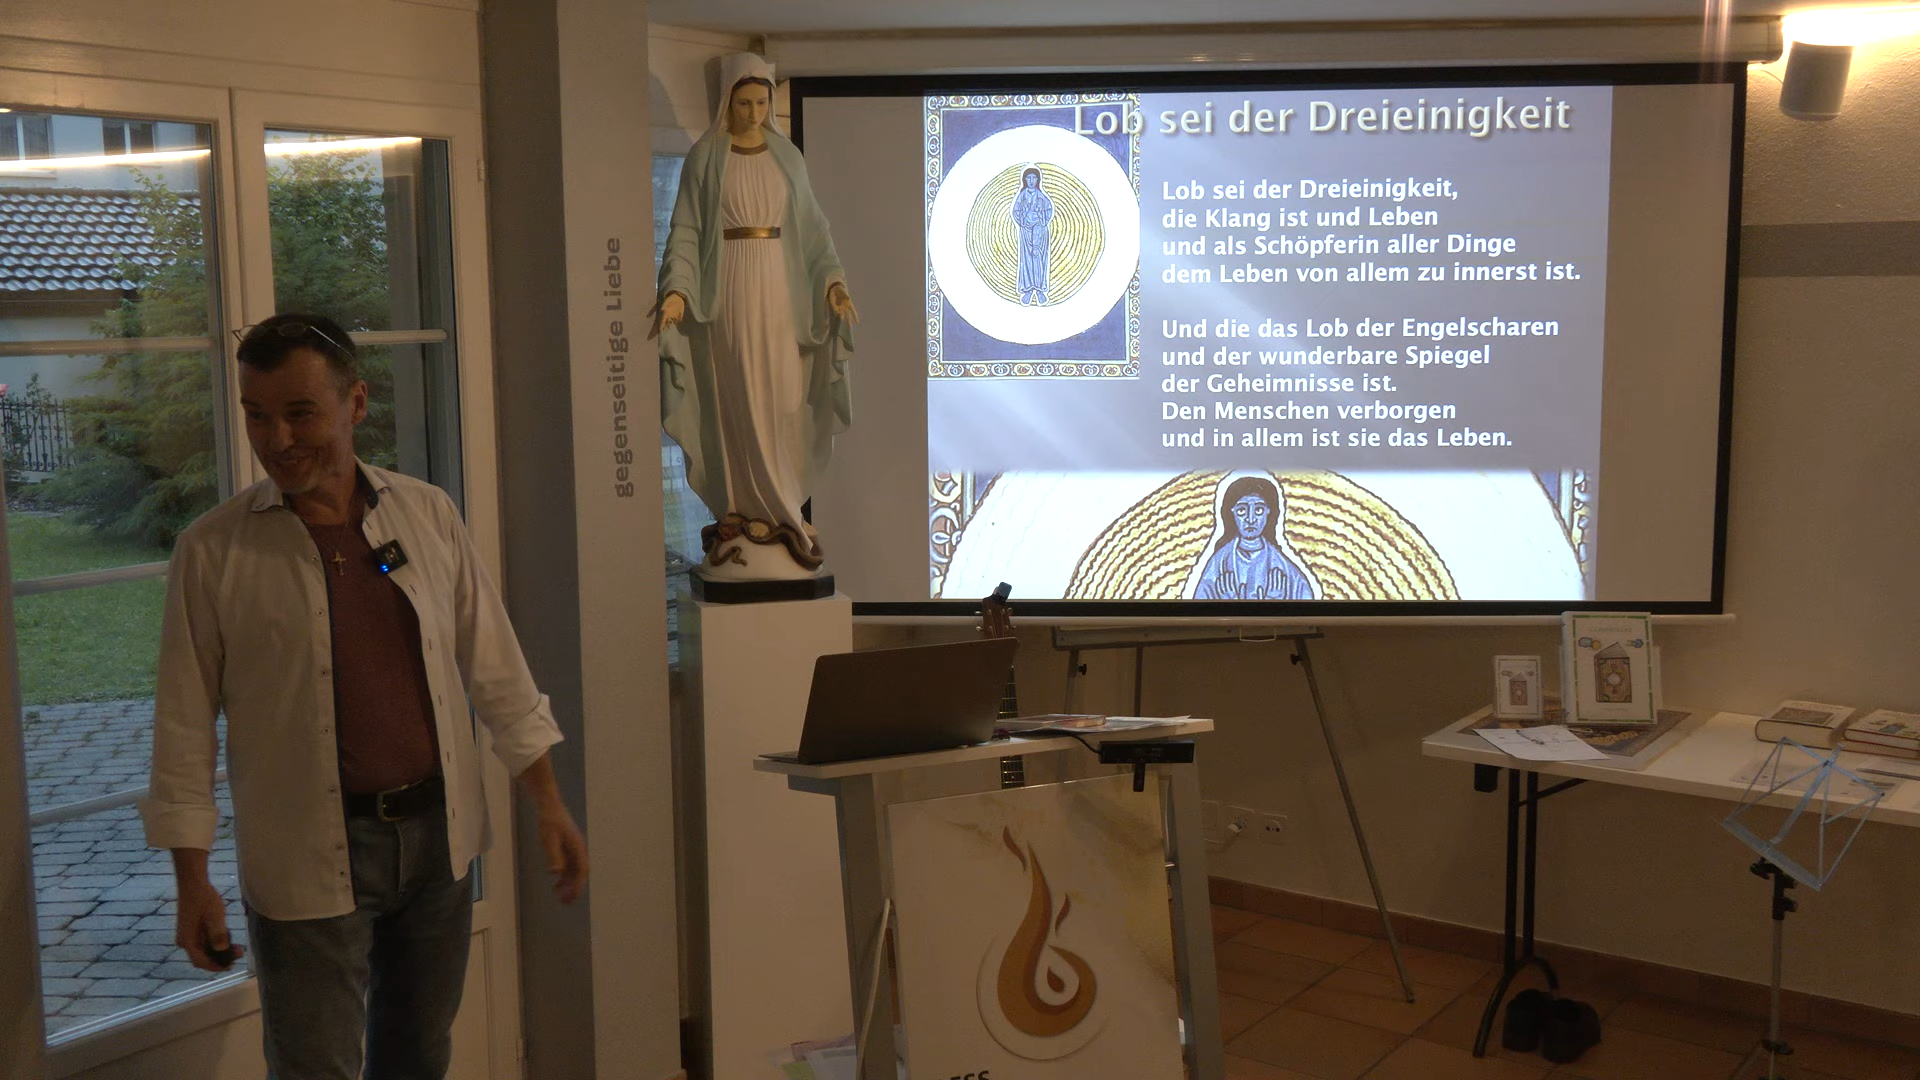 gegenseitige Liebe
Lob sei der Dreieinigkeit
Lob sei der Dreieinigkeit,
die Klang ist und Leben
und als Schöpferin aller Dinge
dem Leben von allem zu innerst ist.
Und die das Lob der Engelscharen
und der wunderbare Spiegel
der Geheimnisse ist.
Den Menschen verborgen
und in allem ist sie das Leben.